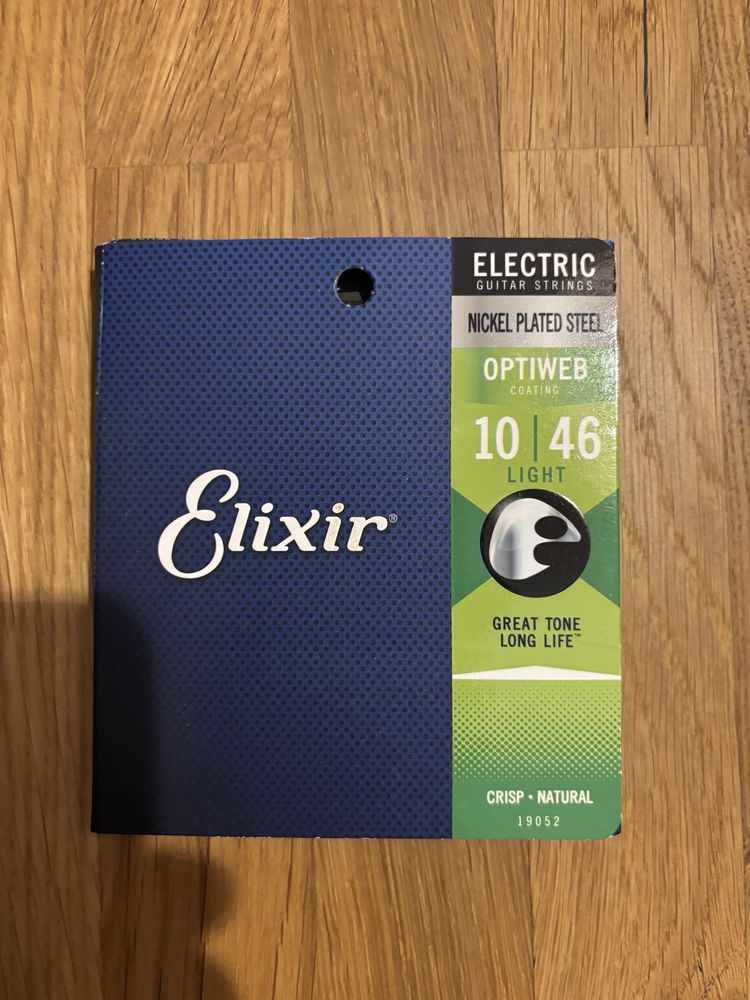 Elixir®
ELECTRIC
GUITAR STRINGS
NICKEL PLATED STEEL
OPTIWEB®
COATING
10 | 46
LIGHT
GREAT TONE
LONG LIFE™
CRISP • NATURAL
19052